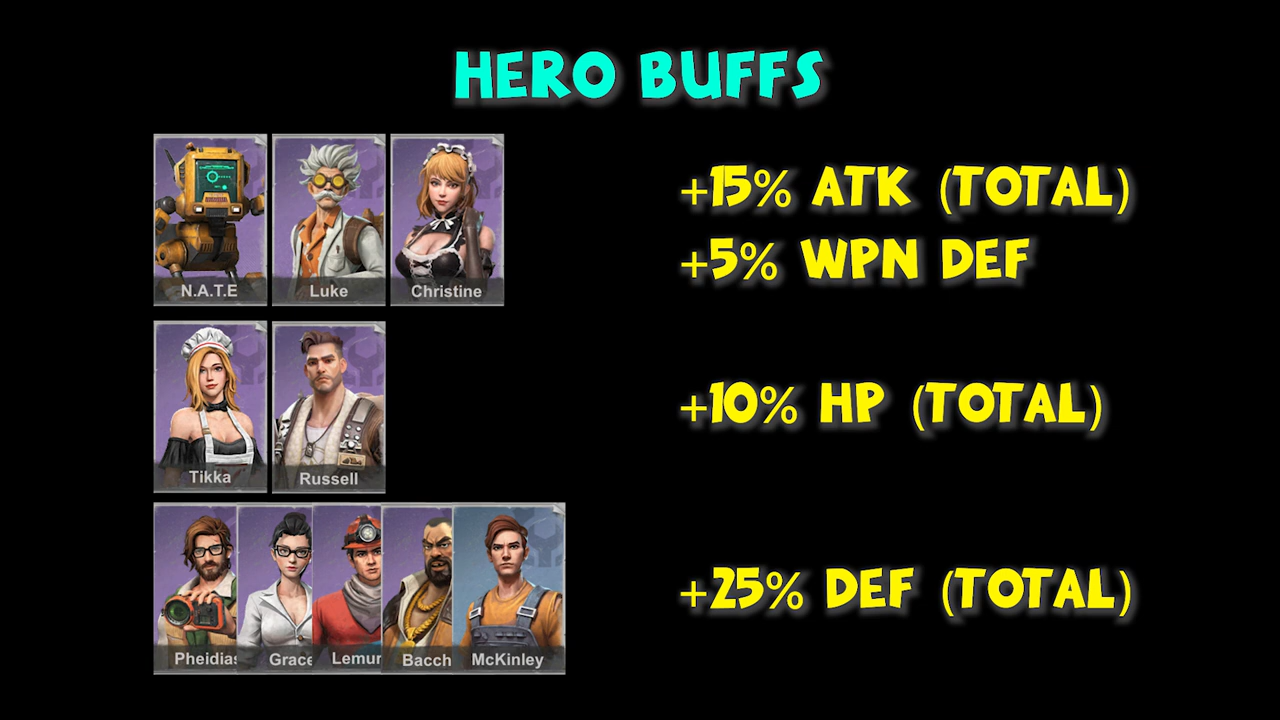 HERO BUFFS
N.A.T.E Luke Christine
+15% ATK (TOTAL)
+5% WPN DEF
Tikka Russell
+10% HP (TOTAL)
Pheidias Grace Lemur Bacch McKinley
+25% DEF (TOTAL)